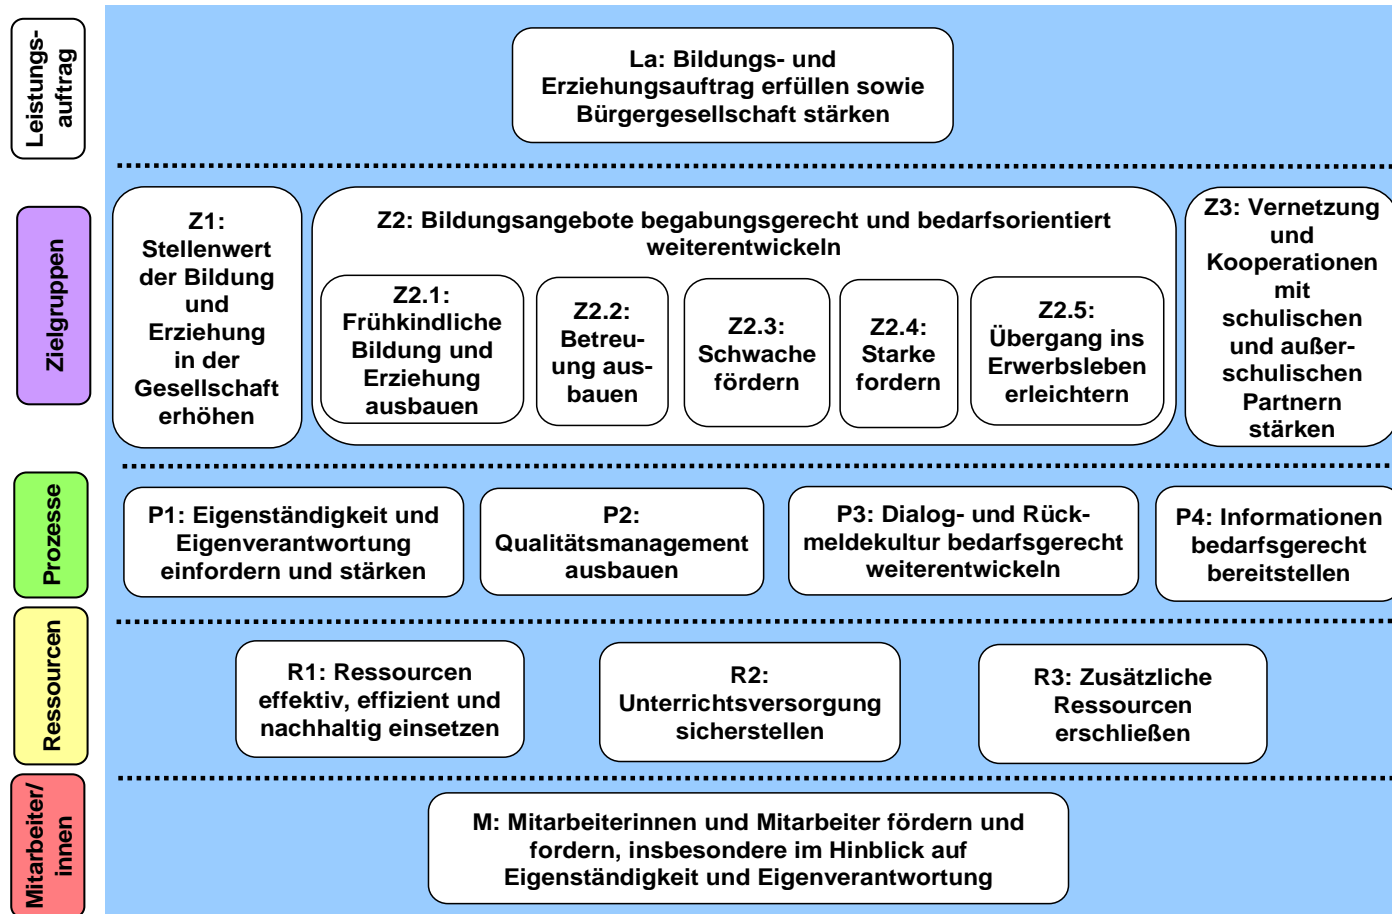 Leistungs-
auftrag
La: Bildungs- und
Erziehungsauftrag erfüllen sowie
Bürgergesellschaft stärken
Zielgruppen
Z1:
Stellenwert
der Bildung
und
Erziehung
in der
Gesellschaft
erhöhen
Z2: Bildungsangebote begabungsgerecht und bedarfsorientiert
weiterentwickeln
Z2.1:
Frühkindliche
Bildung und
Erziehung
ausbauen
Z2.2:
Betreu-
ung aus-
bauen
Z2.3:
Schwache
fördern
Z2.4:
Starke
fordern
Z2.5:
Übergang ins
Erwerbsleben
erleichtern
Z3: Vernetzung
und
Kooperationen
mit
schulischen
und außer-
schulischen
Partnern
stärken
Prozesse
P1: Eigenständigkeit und
Eigenverantwortung
einfordern und stärken
P2:
Qualitätsmanagement
ausbauen
P3: Dialog- und Rück-
meldekultur bedarfsgerecht
weiterentwickeln
P4: Informationen
bedarfsgerecht
bereitstellen
Ressourcen
R1: Ressourcen
effektiv, effizient und
nachhaltig einsetzen
R2:
Unterrichtsversorgung
sicherstellen
R3: Zusätzliche
Ressourcen
erschließen
Mitarbeiter/
innen
M: Mitarbeiterinnen und Mitarbeiter fördern und
fordern, insbesondere im Hinblick auf
Eigenständigkeit und Eigenverantwortung